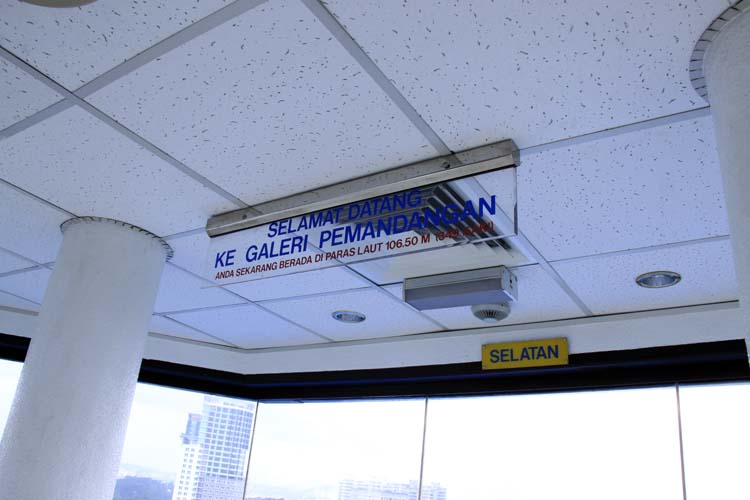 SELAMAT DATANG
KE GALERI PEMANDANGAN
ANDA SEKARANG BERADA DI PARAS LAUT 106.50 M
SELATAN